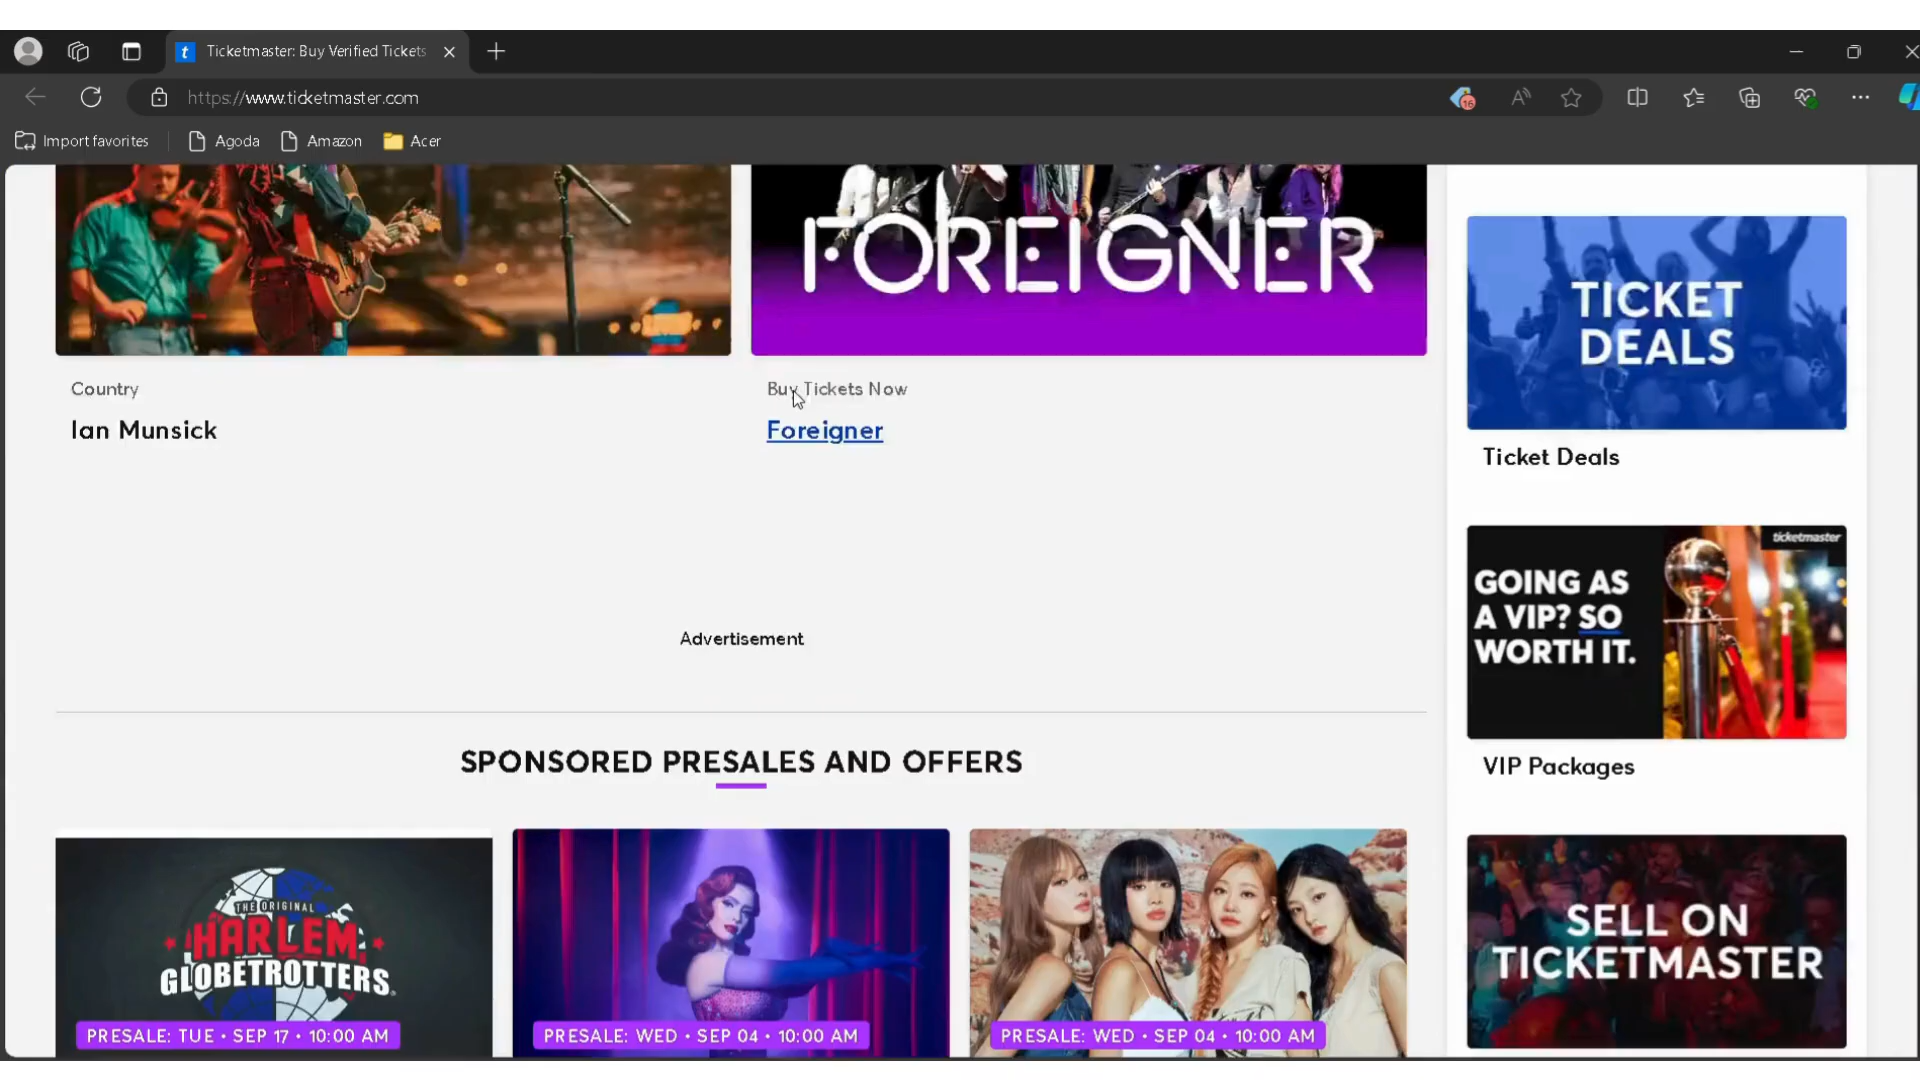 Ticketmaster: Buy Verified Tickets
https://www.ticketmaster.com
16
Import favorites
Agoda
Amazon
Acer
FOREIGNER
Country
Ian Munsick
Buy Tickets Now
Foreigner
TICKET
DEALS
Ticket Deals
ticketmaster
GOING AS
A VIP? SO
WORTH IT.
VIP Packages
Advertisement
SPONSORED PRESALES AND OFFERS
THE ORIGINAL
HARLEM
GLOBETROTTERS
PRESALE: TUE • SEP 17 • 10:00 AM
PRESALE: WED • SEP 04 • 10:00 AM
PRESALE: WED • SEP 04 • 10:00 AM
SELL ON
TICKETMASTER